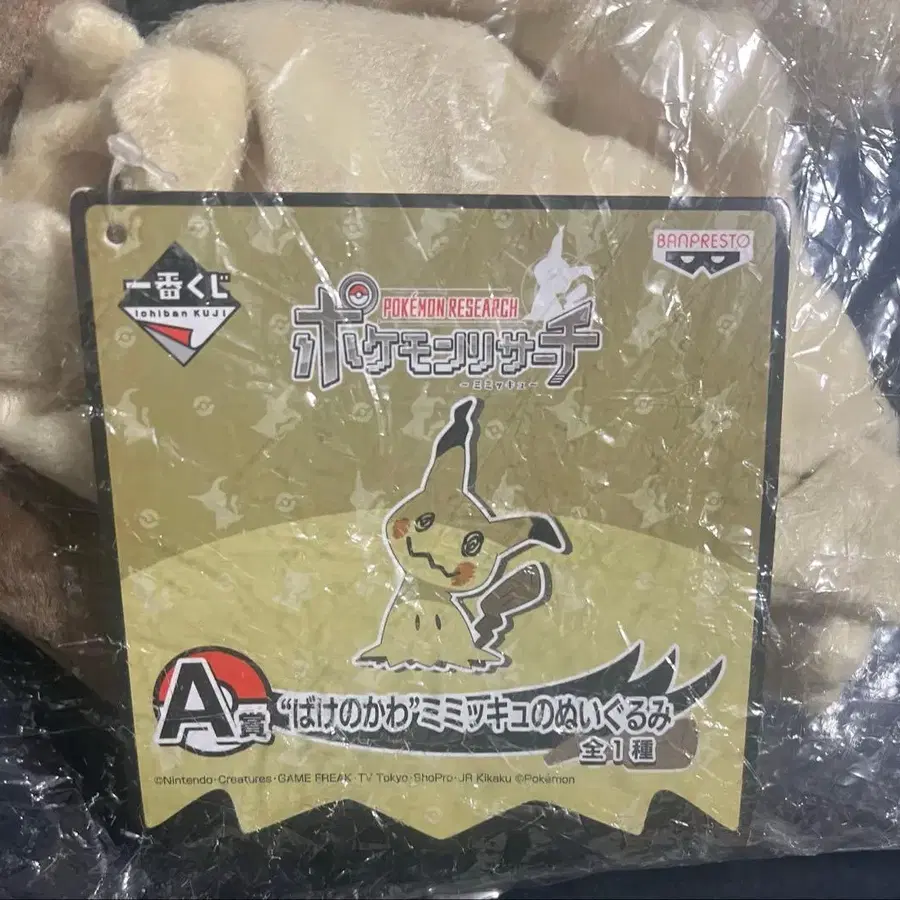 一番くじ
Ichiban KUJI
BANPRESTO
POKÉMON RESEARCH
ポケモンリサーチ
~ミミッキュ~
A賞
“ばけのかわ”ミミッキュのぬいぐるみ
全1種
©Nintendo･Creatures･GAME FREAK･TV Tokyo･ShoPro･JR Kikaku ©Pokémon